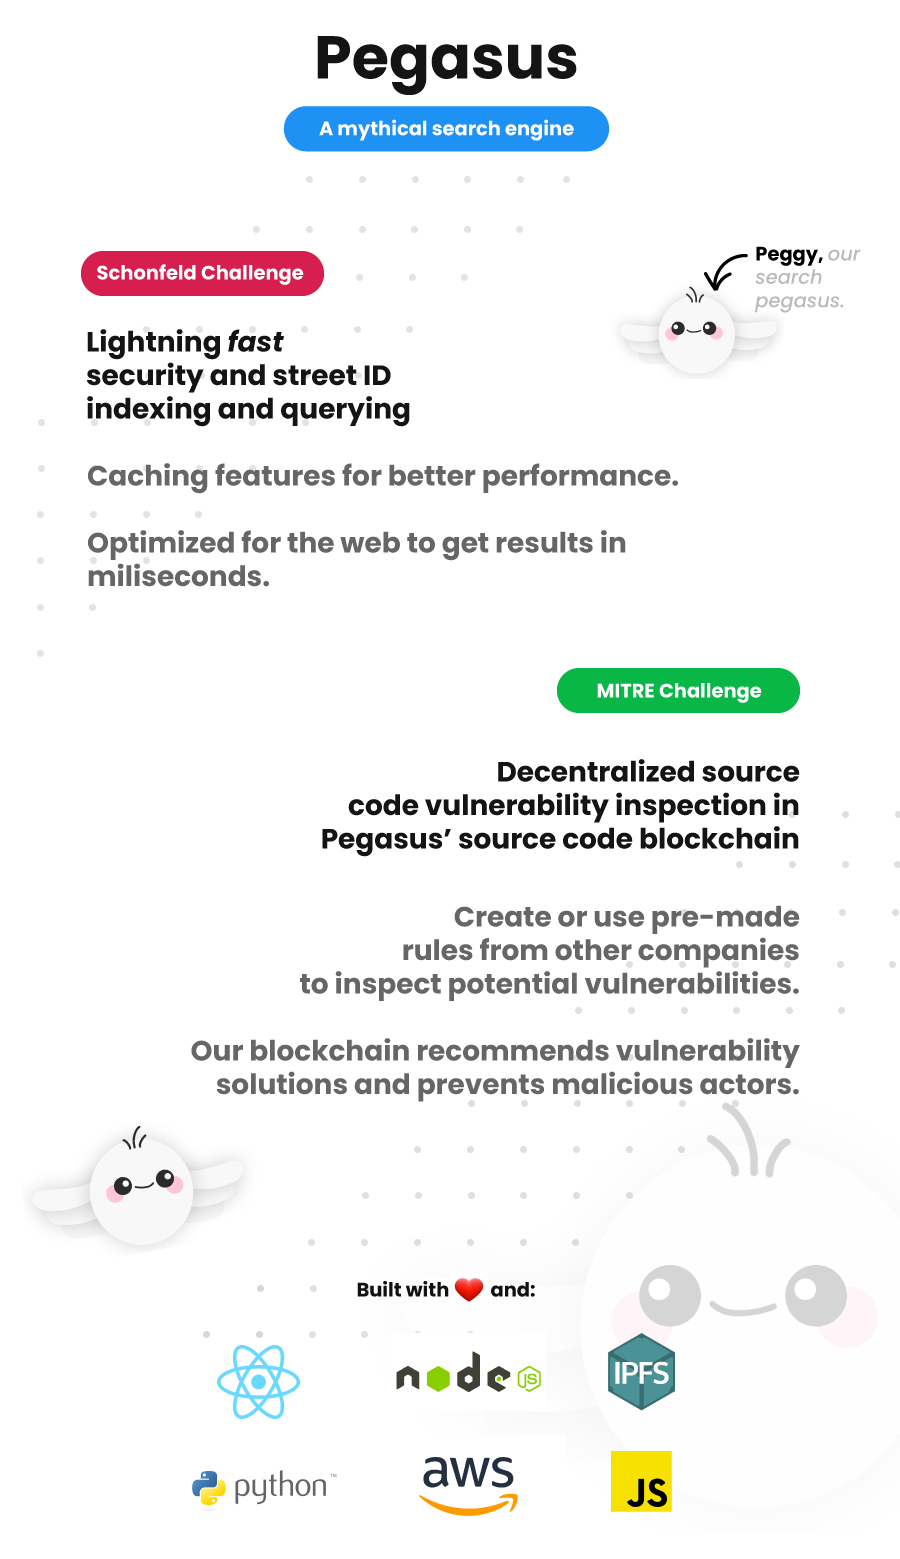 Pegasus
A mythical search engine
Schonfeld Challenge
Peggy, our
search
pegasus.
Lightning fast
security and street ID
indexing and querying
Caching features for better performance.
Optimized for the web to get results in
miliseconds.
MITRE Challenge
Decentralized source
code vulnerability inspection in
Pegasus’ source code blockchain
Create or use pre-made
rules from other companies
to inspect potential vulnerabilities.
Our blockchain recommends vulnerability
solutions and prevents malicious actors.
Built with ❤️ and:
node JS
IPFS
python™
aws
JS